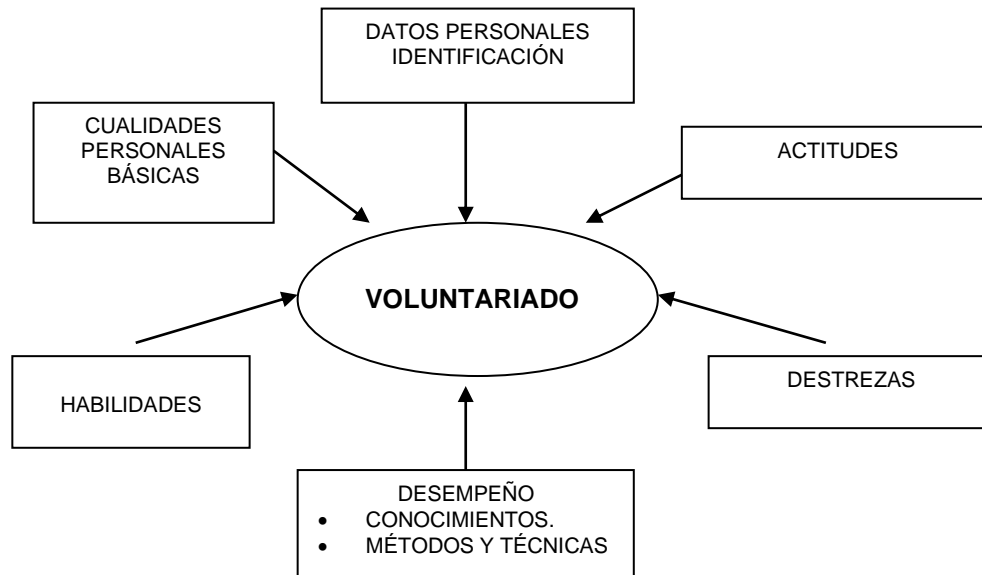 DATOS PERSONALES
IDENTIFICACIÓN
CUALIDADES
PERSONALES
BÁSICAS
ACTITUDES
VOLUNTARIADO
HABILIDADES
DESTREZAS
DESEMPEÑO
• CONOCIMIENTOS.
• MÉTODOS Y TÉCNICAS